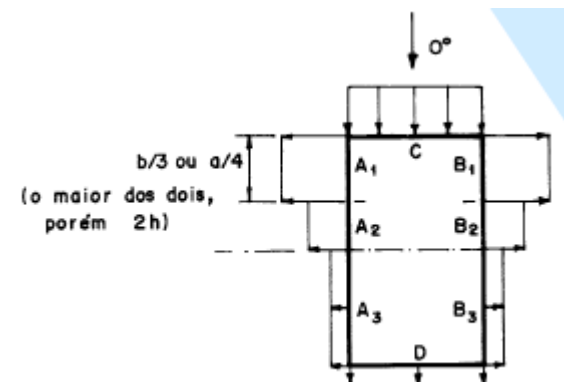 0°
C
b/3 ou a/4
(o maior dos dois,
porém 2h)
A1 B1
A2 B2
A3 B3
D